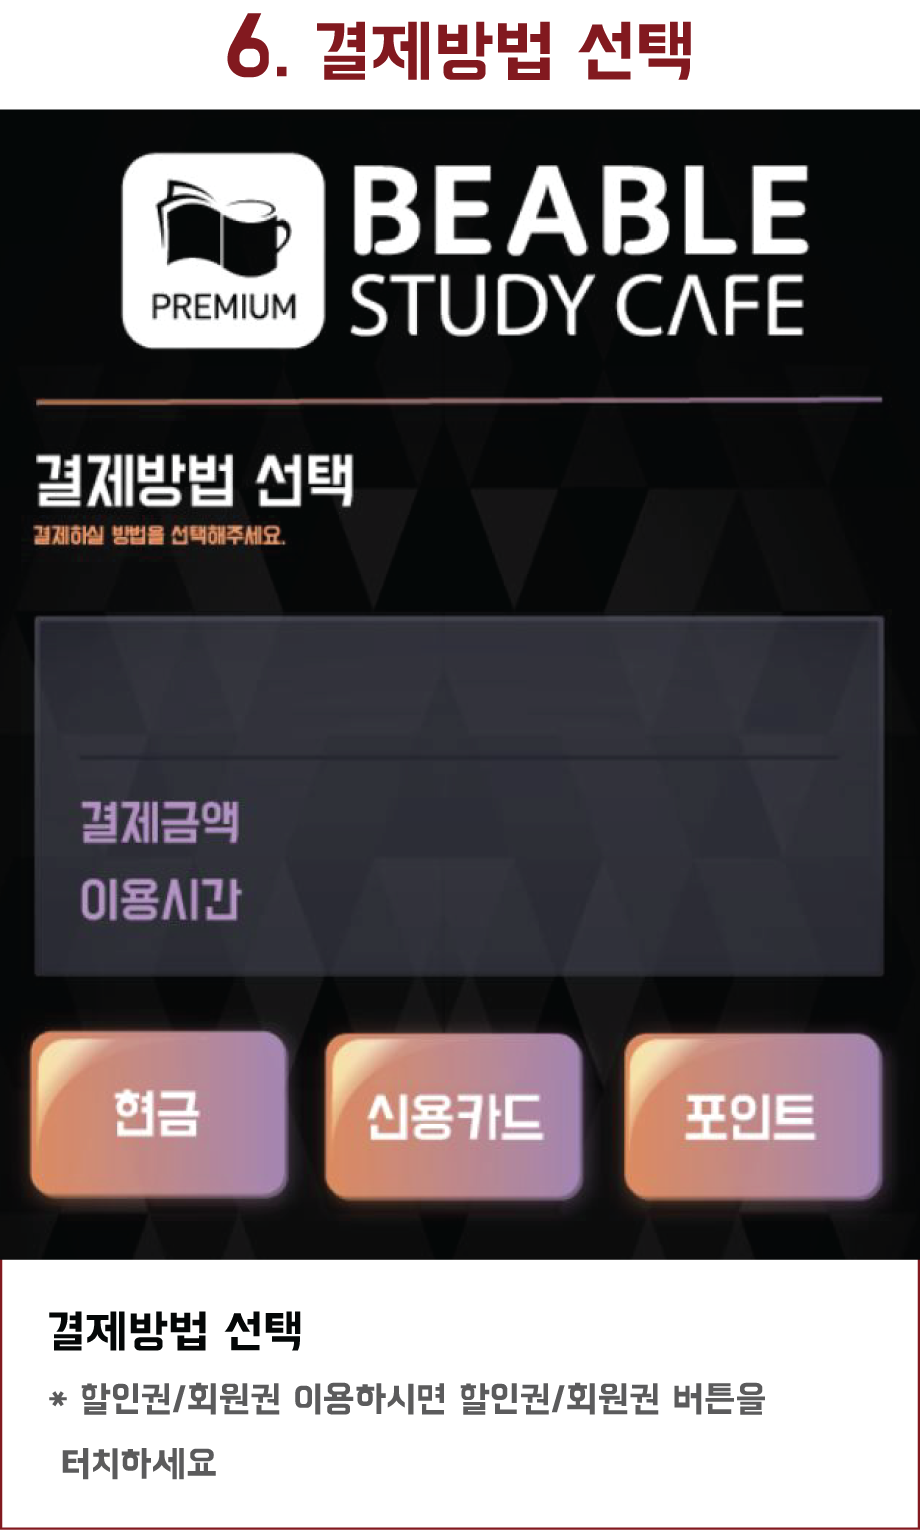 6. 결제방법 선택
PREMIUM
BEABLE
STUDY CAFE
결제방법 선택
결제하실 방법을 선택해주세요.
결제금액
이용시간
현금
신용카드
포인트
결제방법 선택
* 할인권/회원권 이용하시면 할인권/회원권 버튼을
터치하세요